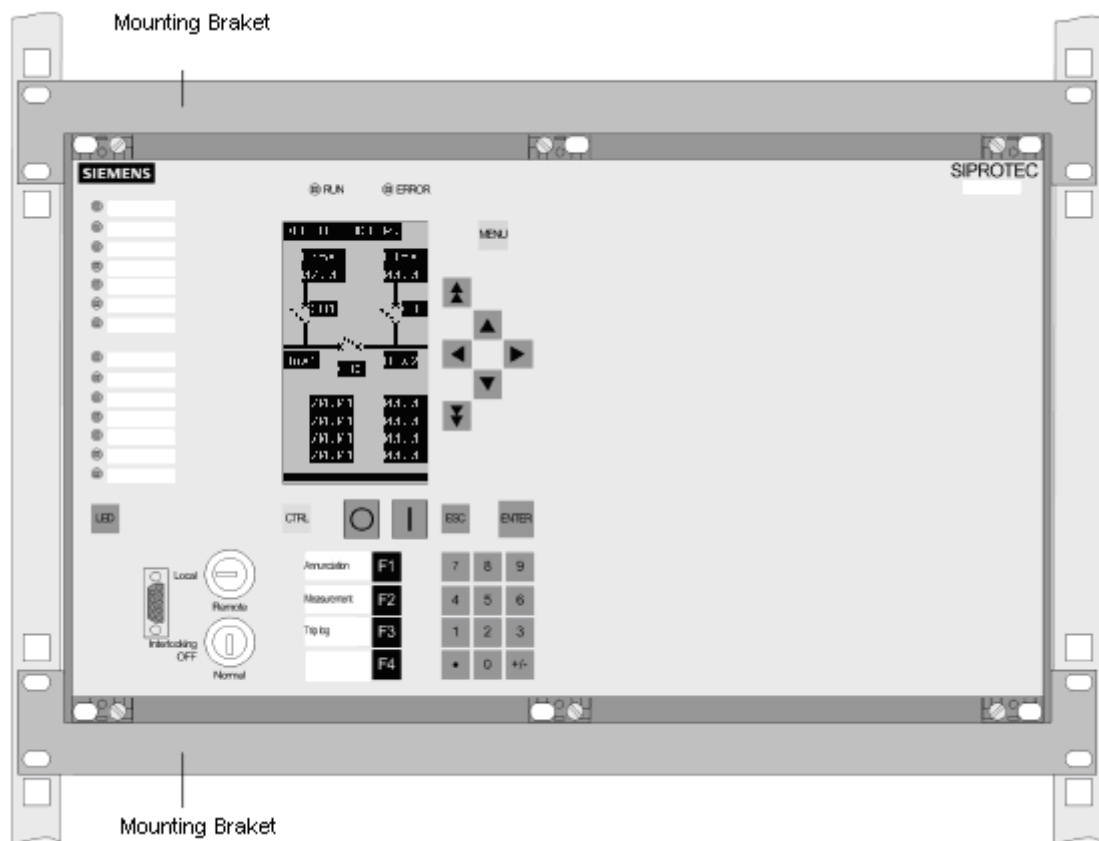 Mounting Braket
SIEMENS
SIPROTEC
RUN
ERROR
MENU
LED
CTRL
ESC
ENTER
Annunciation
F1
7
8
9
Local
Remote
Measurement
F2
4
5
6
Trip log
F3
1
2
3
Interlocking
OFF
Normal
F4
0
+/-
Mounting Braket